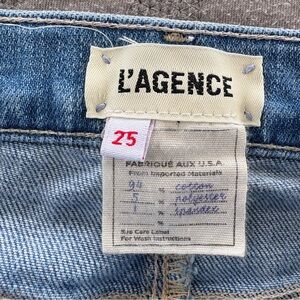 L'AGENCE
25
FABRIQUÉ AUX U.S.A.
From Imported Materials
94 % cotton
5 % polyester
1 % spandex
See Care Label
For Wash Instructions